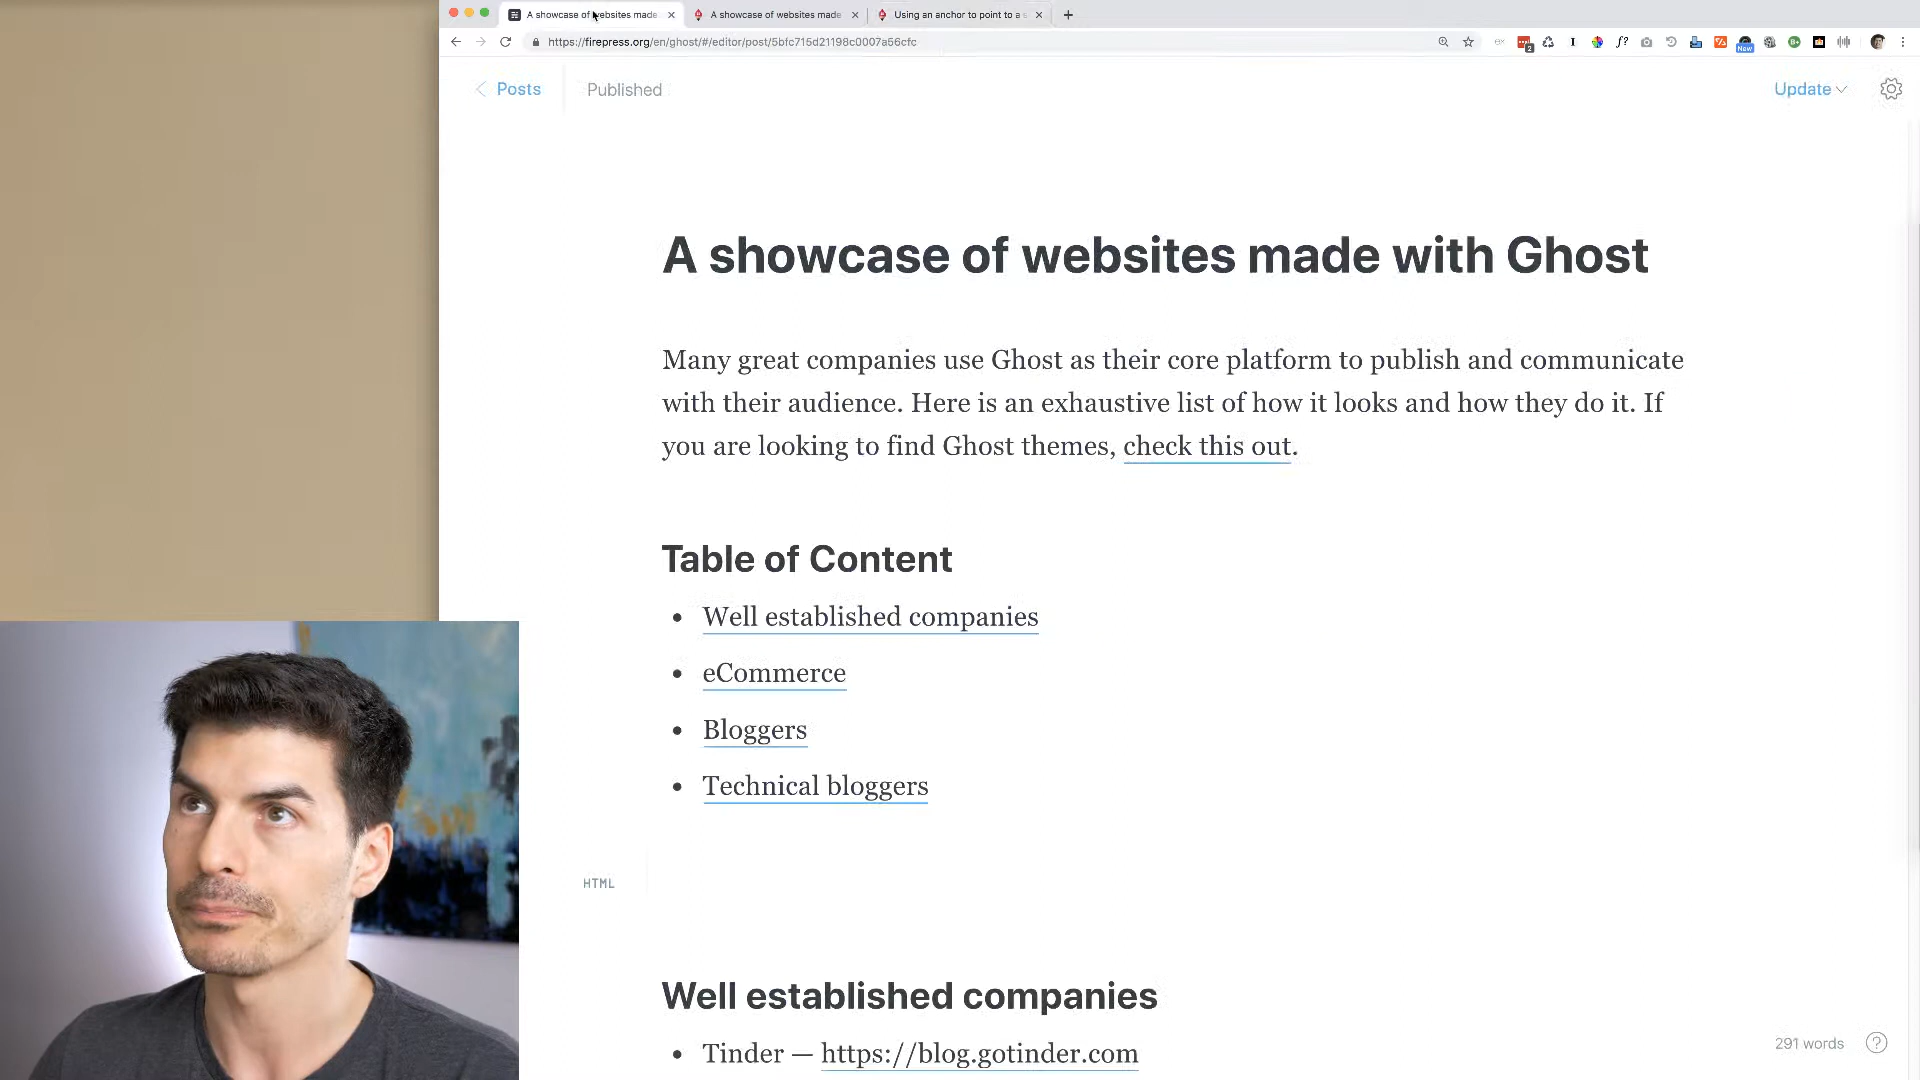 A showcase of websites made
A showcase of websites made
Using an anchor to point to a
https://firepress.org/en/ghost/#/editor/post/5bfc715d21198c0007a56cfc
Posts
Published
Update
A showcase of websites made with Ghost
Many great companies use Ghost as their core platform to publish and communicate
with their audience. Here is an exhaustive list of how it looks and how they do it. If
you are looking to find Ghost themes, check this out.
Table of Content
• Well established companies
• eCommerce
• Bloggers
• Technical bloggers
HTML
Well established companies
• Tinder — https://blog.gotinder.com
291 words
?